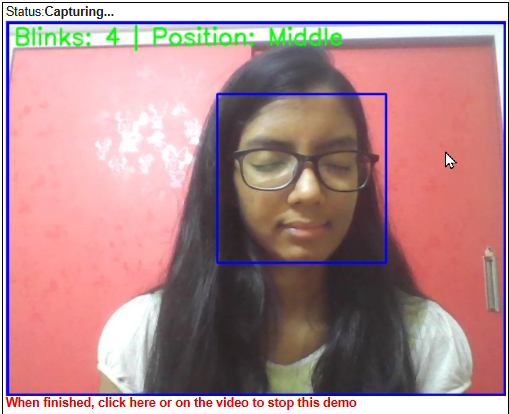 Status:Capturing...
Blinks: 4 | Position: Middle
When finished, click here or on the video to stop this demo